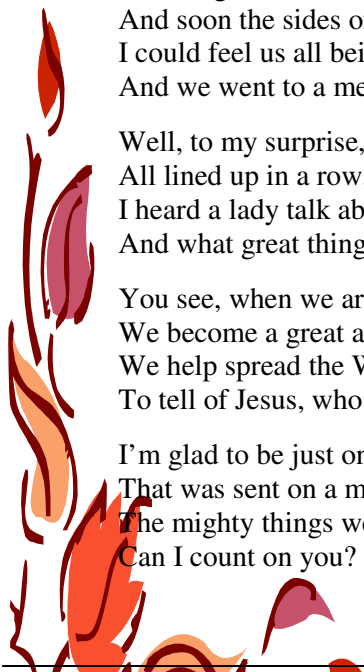 And soon the sides o
I could feel us all bei
And we went to a me
Well, to my surprise,
All lined up in a row
I heard a lady talk ab
And what great thing
You see, when we ar
We become a great a
We help spread the W
To tell of Jesus, who
I'm glad to be just on
That was sent on a m
The mighty things we
Can I count on you?